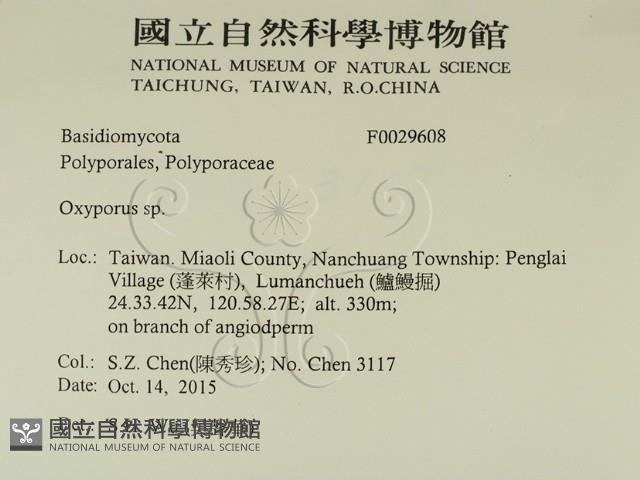 國立自然科學博物館
NATIONAL MUSEUM OF NATURAL SCIENCE
TAICHUNG, TAIWAN, R.O.CHINA
Basidiomycota F0029608
Polyporales, Polyporaceae
Oxyporus sp.
Loc.: Taiwan. Miaoli County, Nanchuang Township: Penglai
Village (蓬萊村), Lumanchueh (鱸鰻掘)
24.33.42N, 120.58.27E; alt. 330m;
on branch of angiodperm
Col.: S.Z. Chen(陳秀珍); No. Chen 3117
Date: Oct. 14, 2015
國立自然科學博物館
NATIONAL MUSEUM OF NATURAL SCIENCE